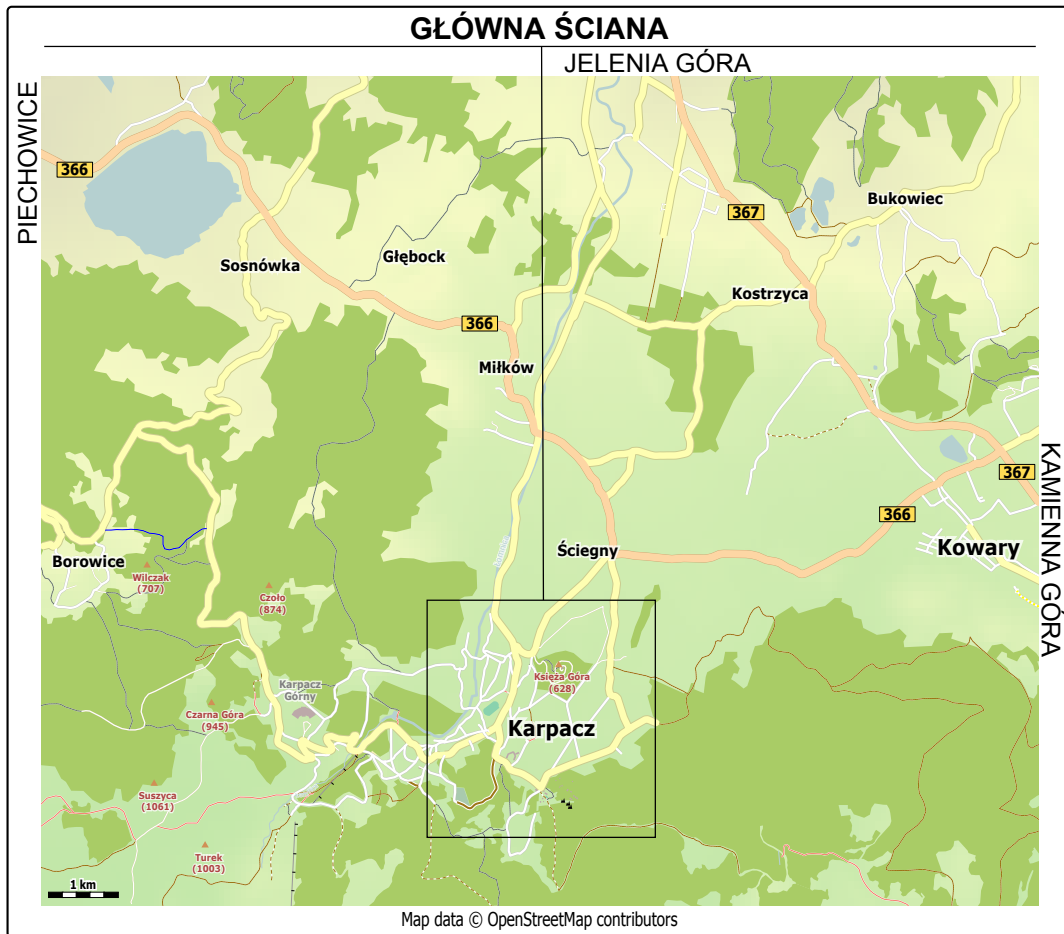 GŁÓWNA ŚCIANA
JELENIA GÓRA
PIECHOWICE
366
Bukowiec
367
Głębock
Sosnówka
Kostrzyca
366
Miłków
KAMIENNA GÓRA
367
366
Kowary
Ściegny
Borowice
Wilczak
(707)
Czoło
(874)
Księża Góra
(628)
Karpacz
Górny
Czarna Góra
(945)
Karpacz
Suszyca
(1061)
Turek
(1003)
1 km
Map data © OpenStreetMap contributors